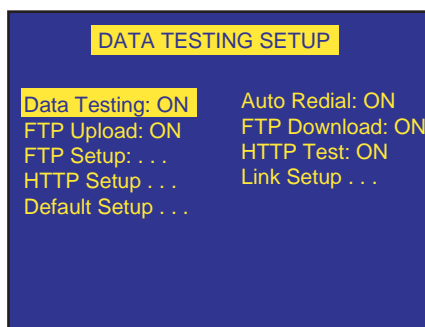 DATA TESTING SETUP
Data Testing: ON
FTP Upload: ON
FTP Setup: . . .
HTTP Setup . . .
Default Setup . . .
Auto Redial: ON
FTP Download: ON
HTTP Test: ON
Link Setup . . .